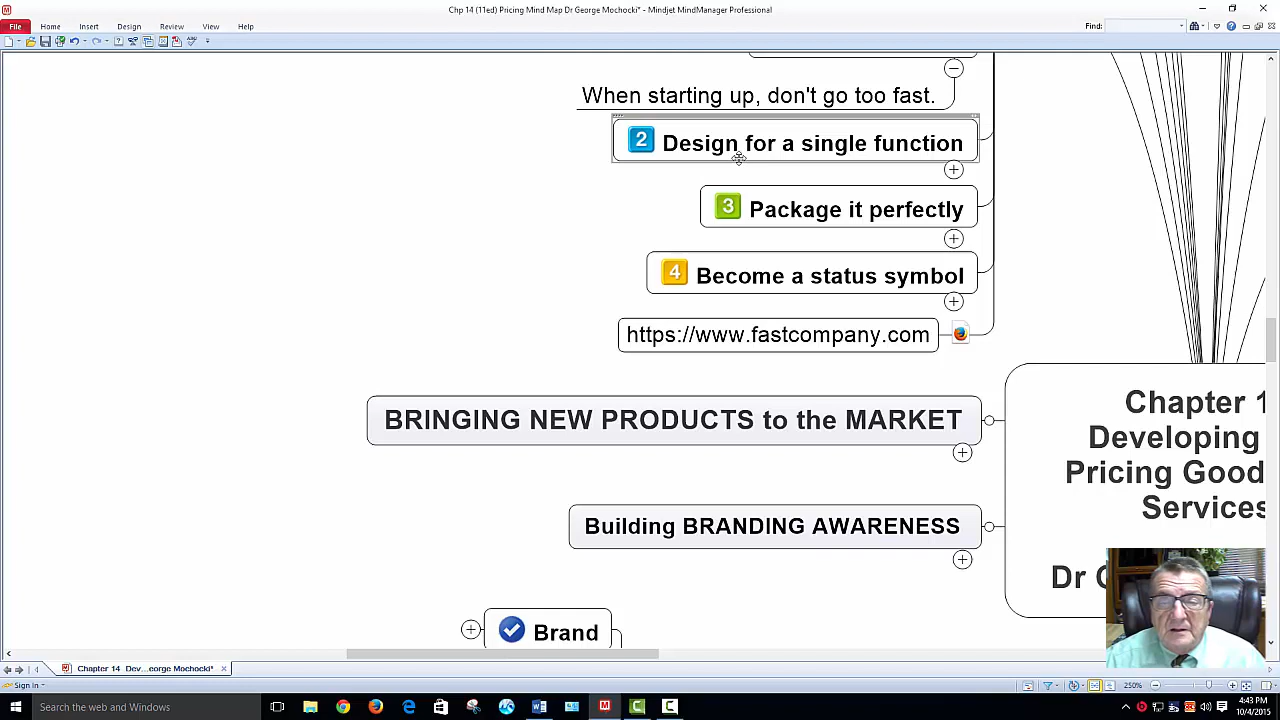 Chp 14 (11ed) Pricing Mind Map Dr George Mochocki* - Mindjet MindManager Professional
File Home Insert Design Review View Help
Find:
When starting up, don't go too fast.
2 Design for a single function
3 Package it perfectly
4 Become a status symbol
https://www.fastcompany.com
BRINGING NEW PRODUCTS to the MARKET
Building BRANDING AWARENESS
Brand
Chapter 1
Developing
Pricing Good
Services
Dr
Chapter 14 Dev...eorge Mochocki*
Sign In
250%
Search the web and Windows
4:43 PM
10/4/2015